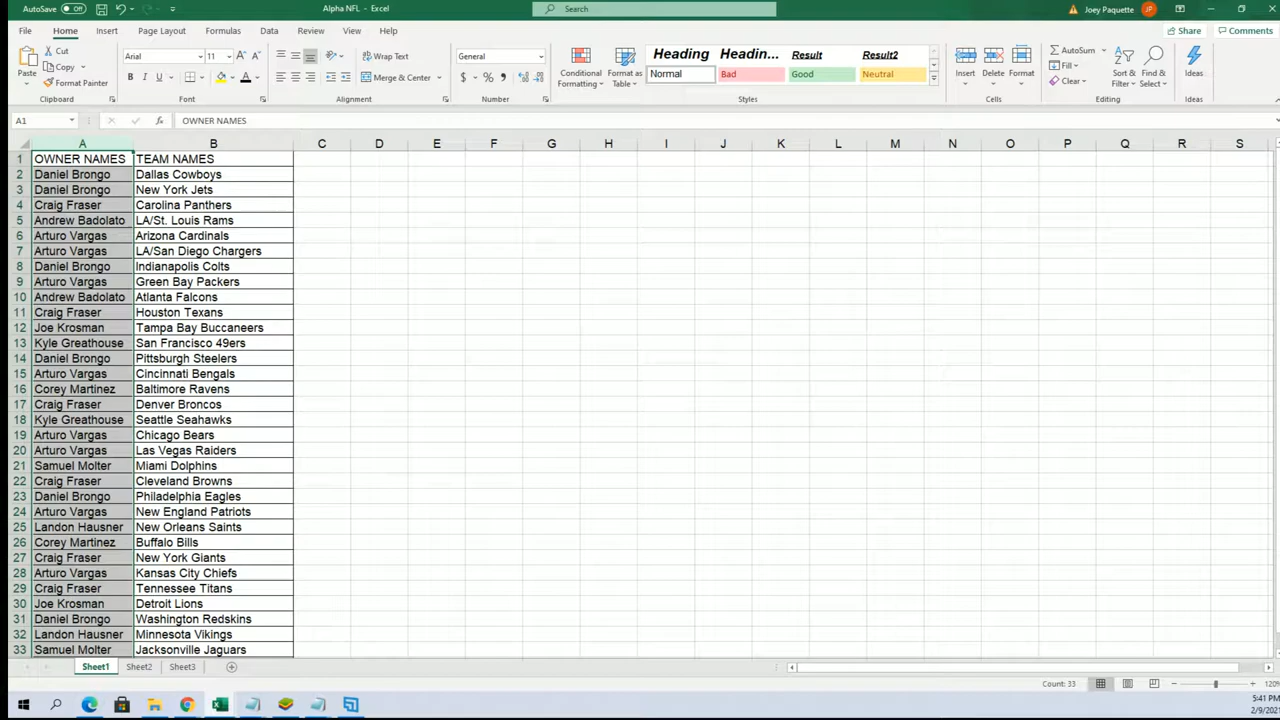 AutoSave Off Alpha NFL - Excel Search Joey Paquette JP
File Home Insert Page Layout Formulas Data Review View Help Share Comments
Paste Cut Copy Format Painter Clipboard
Arial 11 Font
Wrap Text Merge & Center Alignment
General Number
Conditional Formatting Format as Table
Heading Headin... Result Result2
Normal Bad Good Neutral
Styles
Insert Delete Format Cells
AutoSum Fill Clear Sort & Filter Find & Select Editing
Ideas Ideas
A1 fx OWNER NAMES
A B C D E F G H I J K L M N O P Q R S
1 OWNER NAMES TEAM NAMES
2 Daniel Brongo Dallas Cowboys
3 Daniel Brongo New York Jets
4 Craig Fraser Carolina Panthers
5 Andrew Badolato LA/St. Louis Rams
6 Arturo Vargas Arizona Cardinals
7 Arturo Vargas LA/San Diego Chargers
8 Daniel Brongo Indianapolis Colts
9 Arturo Vargas Green Bay Packers
10 Andrew Badolato Atlanta Falcons
11 Craig Fraser Houston Texans
12 Joe Krosman Tampa Bay Buccaneers
13 Kyle Greathouse San Francisco 49ers
14 Daniel Brongo Pittsburgh Steelers
15 Arturo Vargas Cincinnati Bengals
16 Corey Martinez Baltimore Ravens
17 Craig Fraser Denver Broncos
18 Kyle Greathouse Seattle Seahawks
19 Arturo Vargas Chicago Bears
20 Arturo Vargas Las Vegas Raiders
21 Samuel Molter Miami Dolphins
22 Craig Fraser Cleveland Browns
23 Daniel Brongo Philadelphia Eagles
24 Arturo Vargas New England Patriots
25 Landon Hausner New Orleans Saints
26 Corey Martinez Buffalo Bills
27 Craig Fraser New York Giants
28 Arturo Vargas Kansas City Chiefs
29 Craig Fraser Tennessee Titans
30 Joe Krosman Detroit Lions
31 Daniel Brongo Washington Redskins
32 Landon Hausner Minnesota Vikings
33 Samuel Molter Jacksonville Jaguars
Sheet1 Sheet2 Sheet3
Count: 33 120%
5:41 PM
2/9/202